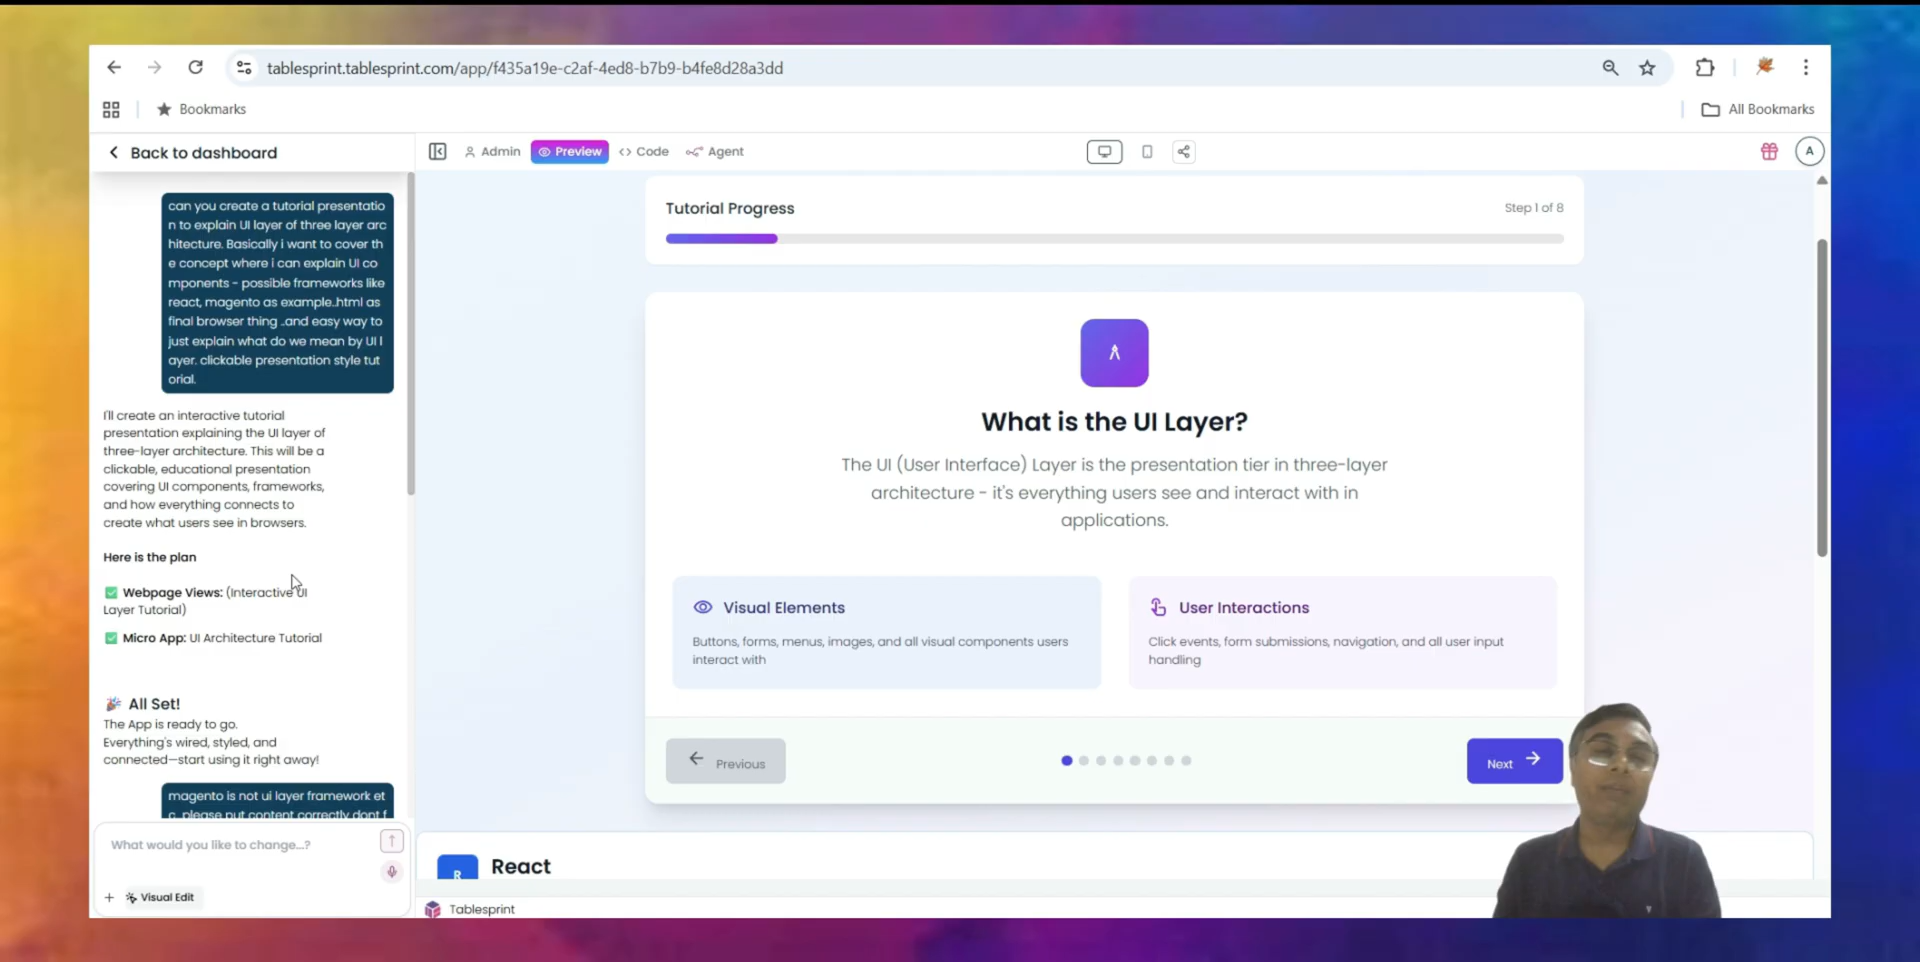 tablesprint.tablesprint.com/app/f435a19e-c2af-4ed8-b7b9-b4fe8d28a3dd
Bookmarks
All Bookmarks
Back to dashboard
Admin
Preview
Code
Agent
A
can you create a tutorial presentatio
n to explain UI layer of three layer arc
hitecture. Basically i want to cover th
e concept where i can explain UI co
mponents - possible frameworks like
react, magento as example..html as
final browser thing ..and easy way to
just explain what do we mean by UI l
ayer. clickable presentation style tut
orial.
I'll create an interactive tutorial
presentation explaining the UI layer of
three-layer architecture. This will be a
clickable, educational presentation
covering UI components, frameworks,
and how everything connects to
create what users see in browsers.
Here is the plan
Webpage Views: (Interactive UI
Layer Tutorial)
Micro App: UI Architecture Tutorial
All Set!
The App is ready to go.
Everything's wired, styled, and
connected—start using it right away!
magento is not ui layer framework et
c..please put content correctly dont f
What would you like to change...?
Visual Edit
Tutorial Progress
Step 1 of 8
What is the UI Layer?
The UI (User Interface) Layer is the presentation tier in three-layer
architecture - it's everything users see and interact with in
applications.
Visual Elements
Buttons, forms, menus, images, and all visual components users
interact with
User Interactions
Click events, form submissions, navigation, and all user input
handling
Previous
Next
R
React
Tablesprint